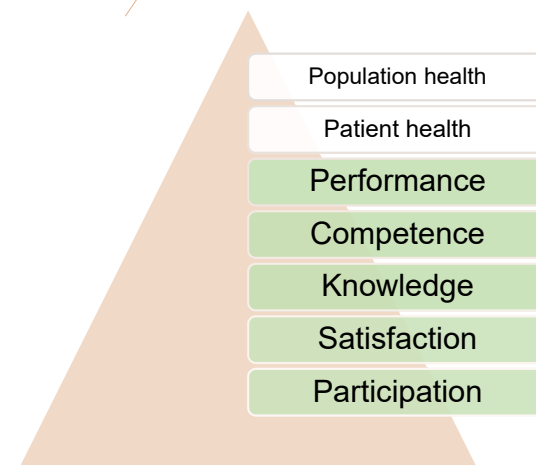 Population health
Patient health
Performance
Competence
Knowledge
Satisfaction
Participation